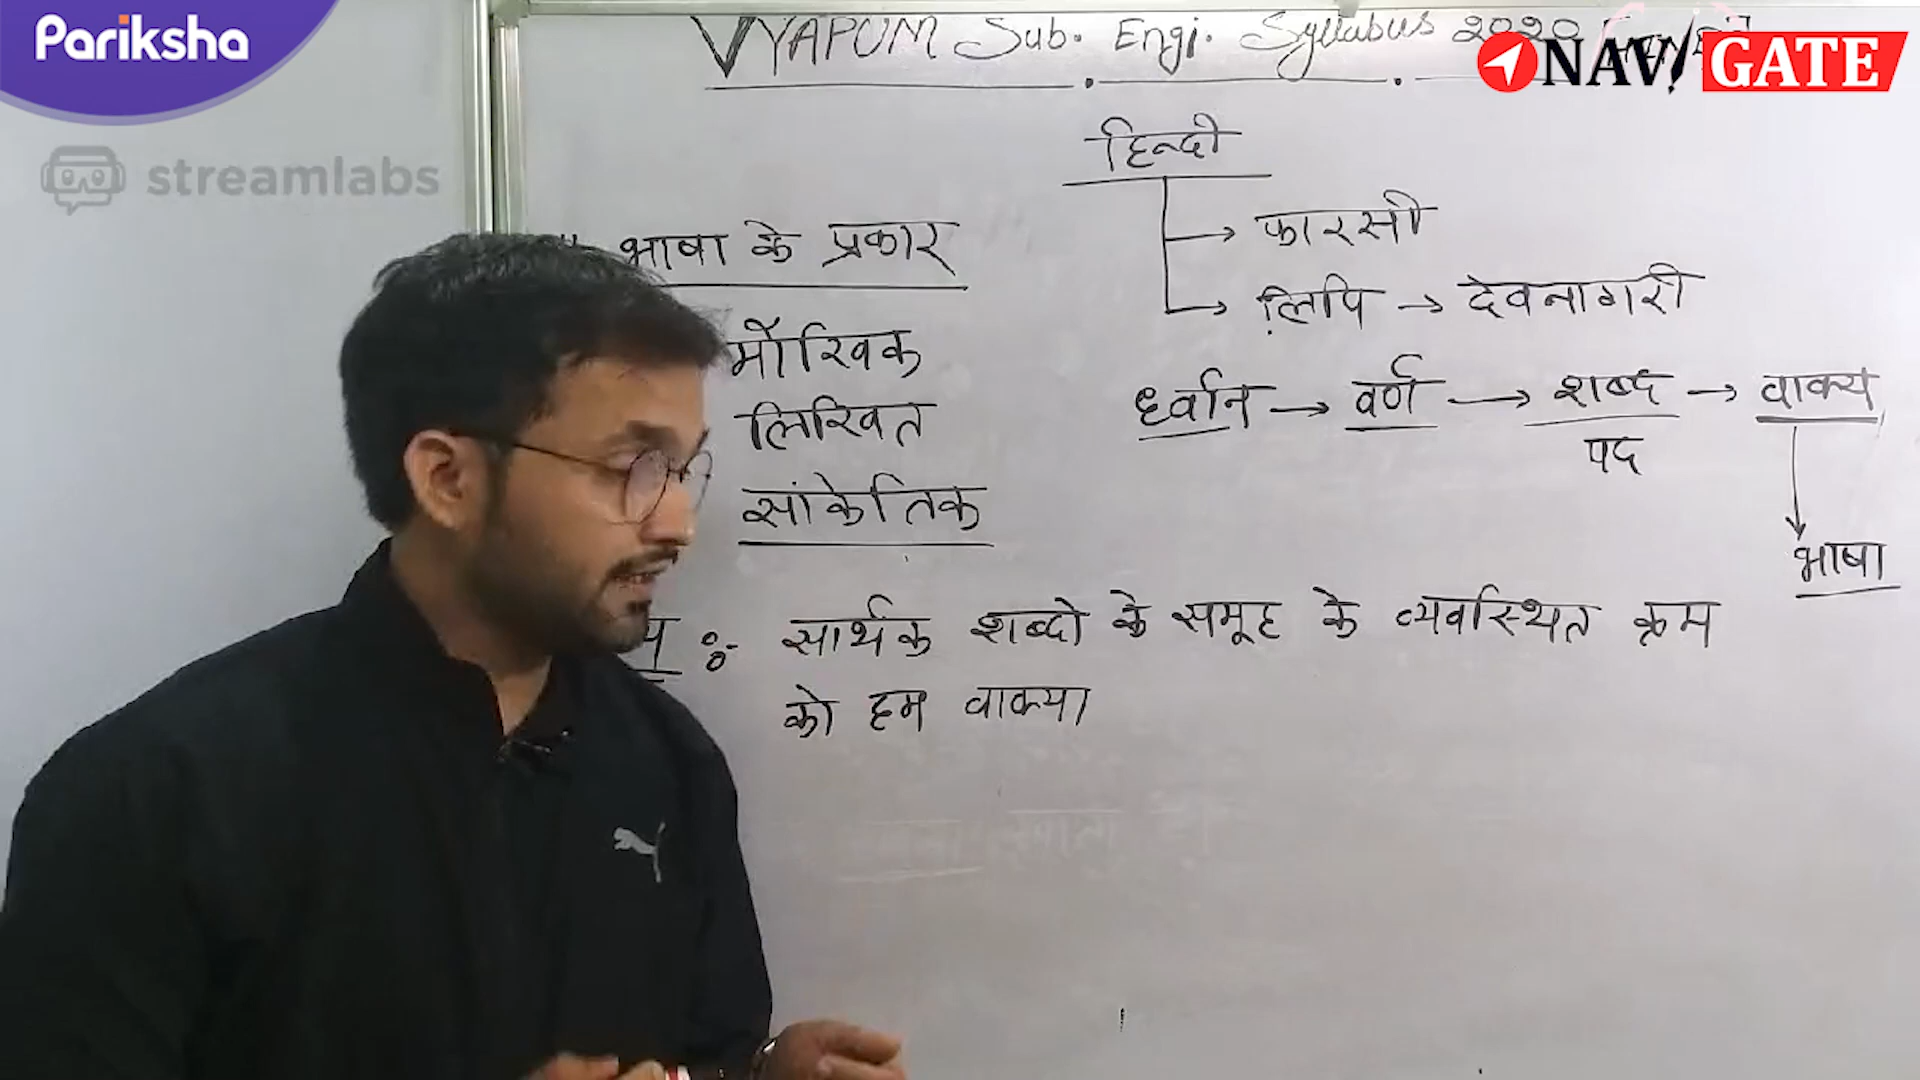 Pariksha
streamlabs
VYAPUM Sub. Engi. Syllabus 2020
NAV!GATE
हिन्दी
→ फारसी
→ लिपि → देवनागरी
भाषा के प्रकार
मौखिक
लिखित
सांकेतिक
ध्वनि → वर्ण → शब्द → वाक्य
पद
भाषा
सार्थक शब्दो के समूह के व्यवस्थित क्रम
को हम वाक्या